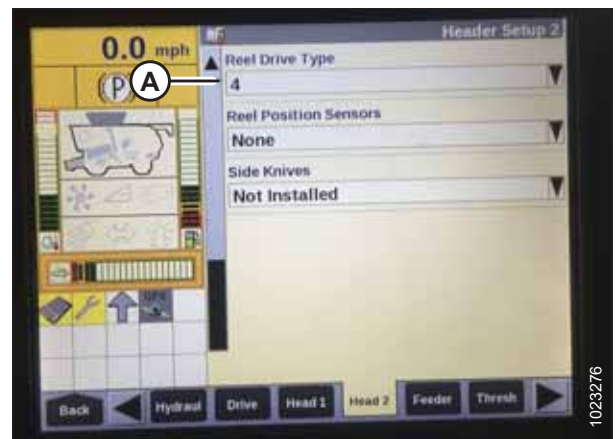 Header Setup 2
0.0 mph
(P)
A
Reel Drive Type
4
Reel Position Sensors
None
Side Knives
Not Installed
GPS
Back
Hydraul
Drive
Head 1
Head 2
Feeder
Thresh
1023276